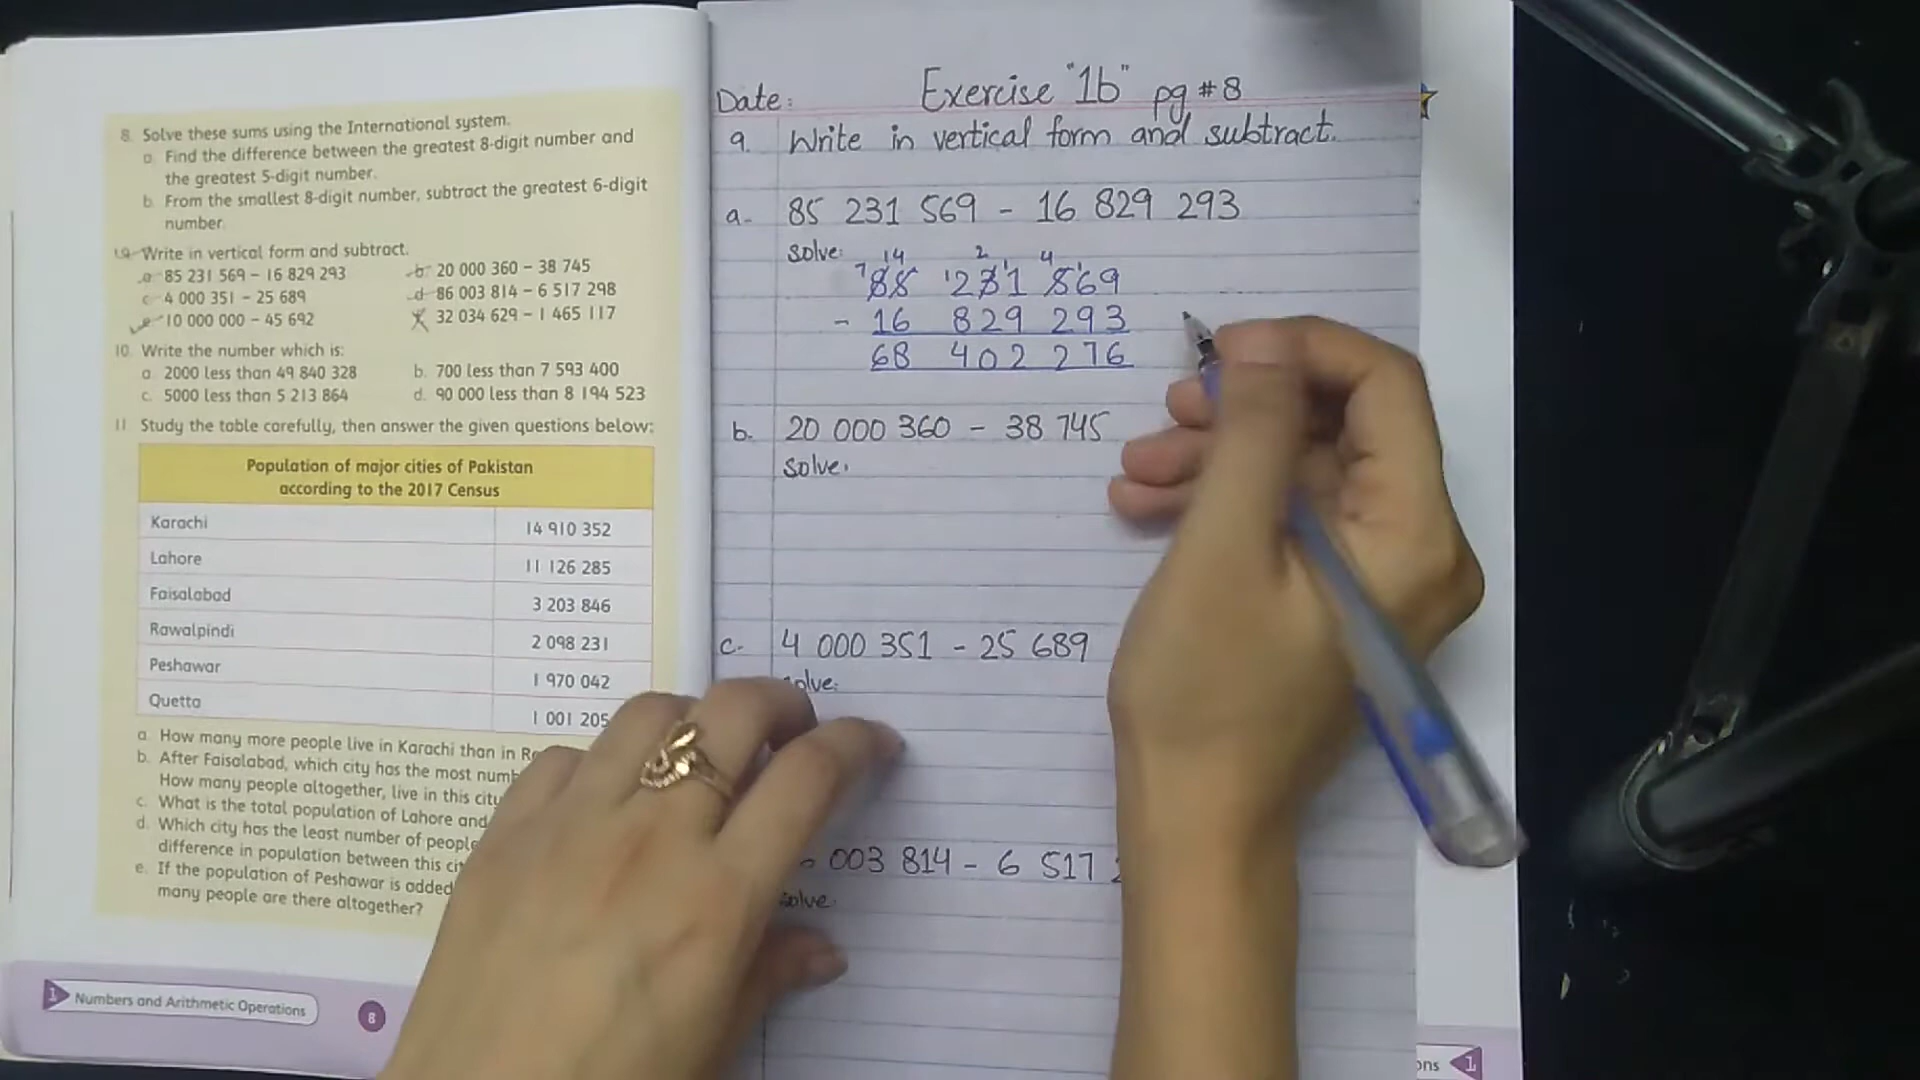 8. Solve these sums using the International system.
a. Find the difference between the greatest 8-digit number and
the greatest 5-digit number.
b. From the smallest 8-digit number, subtract the greatest 6-digit
number.
9. Write in vertical form and subtract.
a. 85 231 569 – 16 829 293 b. 20 000 360 – 38 745
c. 4 000 351 – 25 689 d. 86 003 814 – 6 517 298
e. 10 000 000 – 45 692 32 034 629 – 1 465 117
10. Write the number which is:
a. 2000 less than 49 840 328 b. 700 less than 7 593 400
c. 5000 less than 5 213 864 d. 90 000 less than 8 194 523
11 Study the table carefully, then answer the given questions below:
Population of major cities of Pakistan
according to the 2017 Census
Karachi 14 910 352
Lahore 11 126 285
Faisalabad 3 203 846
Rawalpindi 2 098 231
Peshawar 1 970 042
Quetta 1 001 205
a. How many more people live in Karachi than in
b. After Faisalabad, which city has the most
How many people altogether, live in this city
c. What is the total population of Lahore and
d. Which city has the least number of people
difference in population between this
e. If the population of Peshawar is added
many people are there altogether?
1 Numbers and Arithmetic Operations 8
Date: Exercise "1b" pg #8
9. Write in vertical form and subtract.
a- 85 231 569 - 16 829 293
Solve: 14 2 4
7 85 1231 1 5169
- 16 829 293
68 402 276
b. 20 000 360 - 38 745
Solve.
c- 4 000 351 - 25 689
olve:
003 814 - 6 517
solve.
ons 1